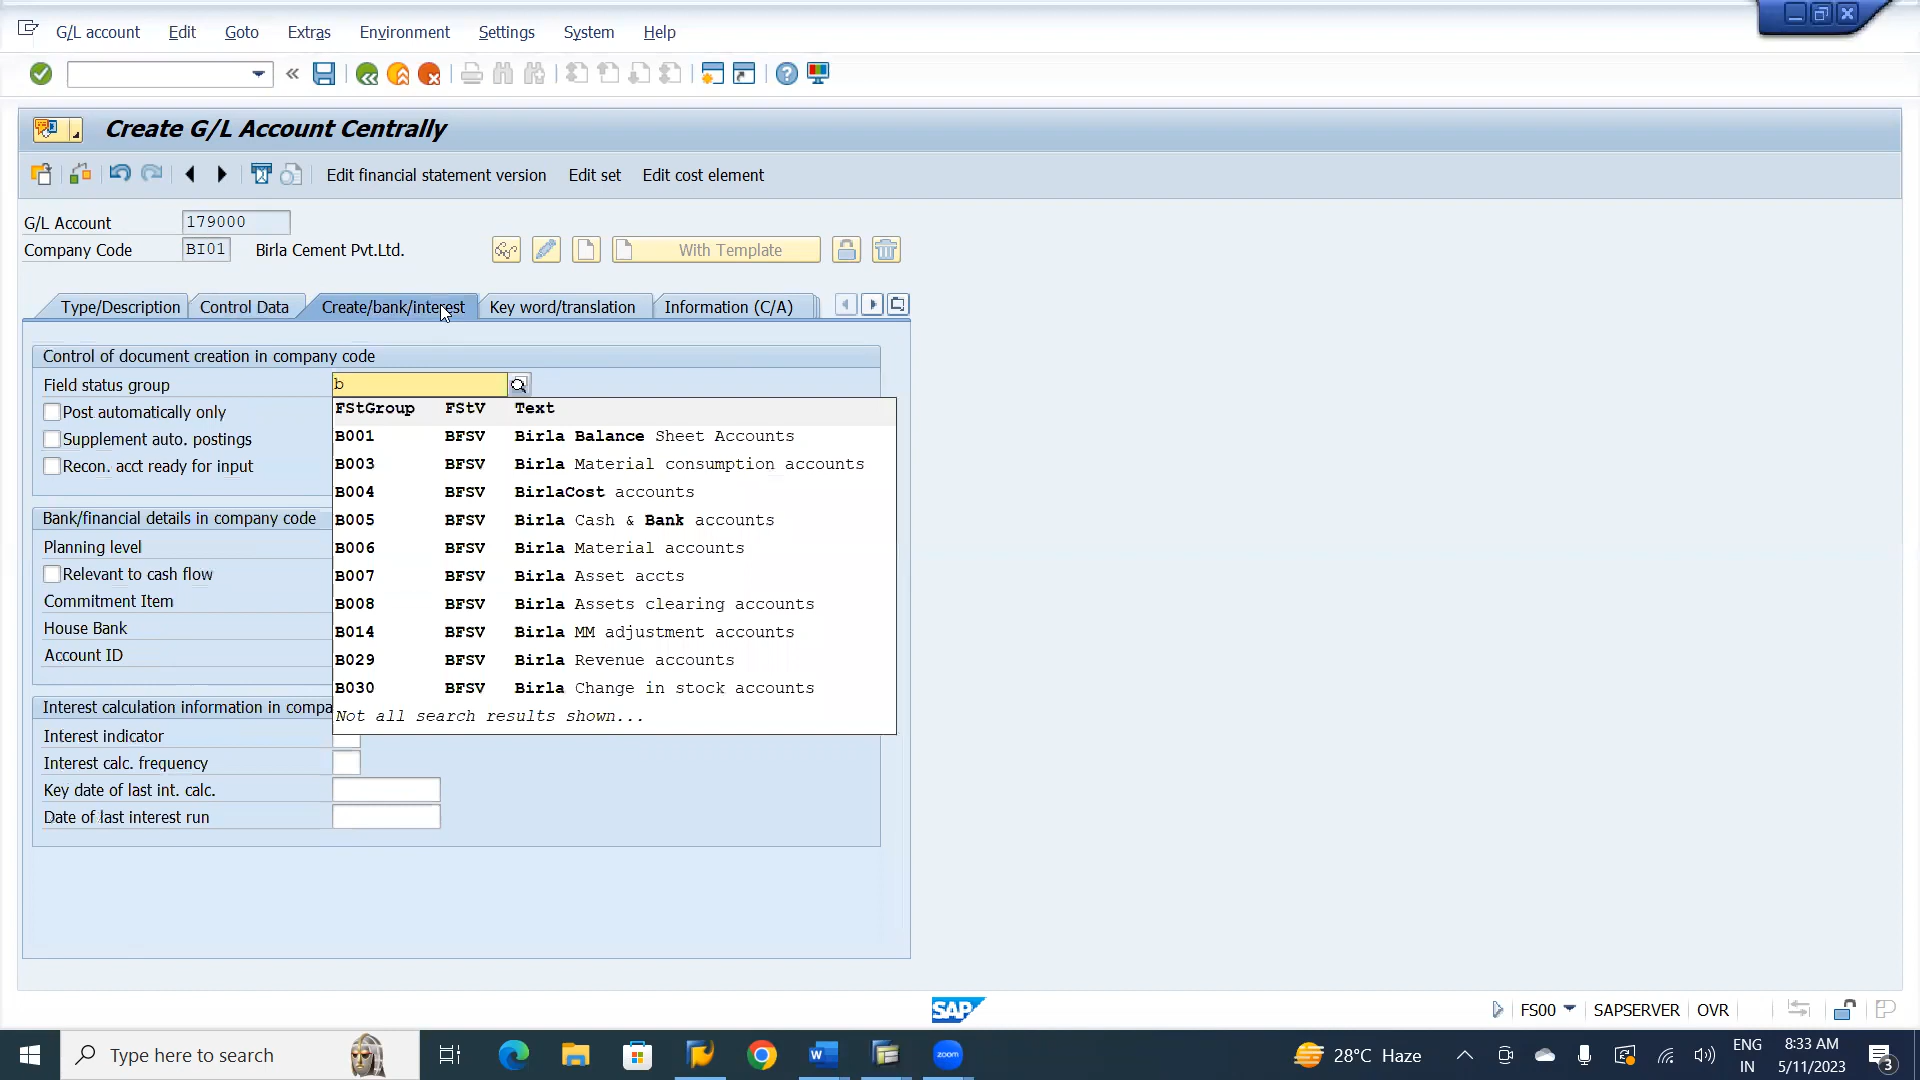 G/L account Edit Goto Extras Environment Settings System Help
Create G/L Account Centrally
Edit financial statement version Edit set Edit cost element
G/L Account 179000
Company Code BI01 Birla Cement Pvt.Ltd. With Template
Type/Description Control Data Create/bank/interest Key word/translation Information (C/A)
Control of document creation in company code
Field status group b
Post automatically only
Supplement auto. postings
Recon. acct ready for input
FStGroup FStV Text
B001 BFSV Birla Balance Sheet Accounts
B003 BFSV Birla Material consumption accounts
B004 BFSV BirlaCost accounts
B005 BFSV Birla Cash & Bank accounts
B006 BFSV Birla Material accounts
B007 BFSV Birla Asset accts
B008 BFSV Birla Assets clearing accounts
B014 BFSV Birla MM adjustment accounts
B029 BFSV Birla Revenue accounts
B030 BFSV Birla Change in stock accounts
Not all search results shown...
Bank/financial details in company code
Planning level
Relevant to cash flow
Commitment Item
House Bank
Account ID
Interest calculation information in compa
Interest indicator
Interest calc. frequency
Key date of last int. calc.
Date of last interest run
SAP FS00 SAPSERVER OVR
Type here to search zoom 28°C Haze ENG 8:33 AM
IN 5/11/2023 3